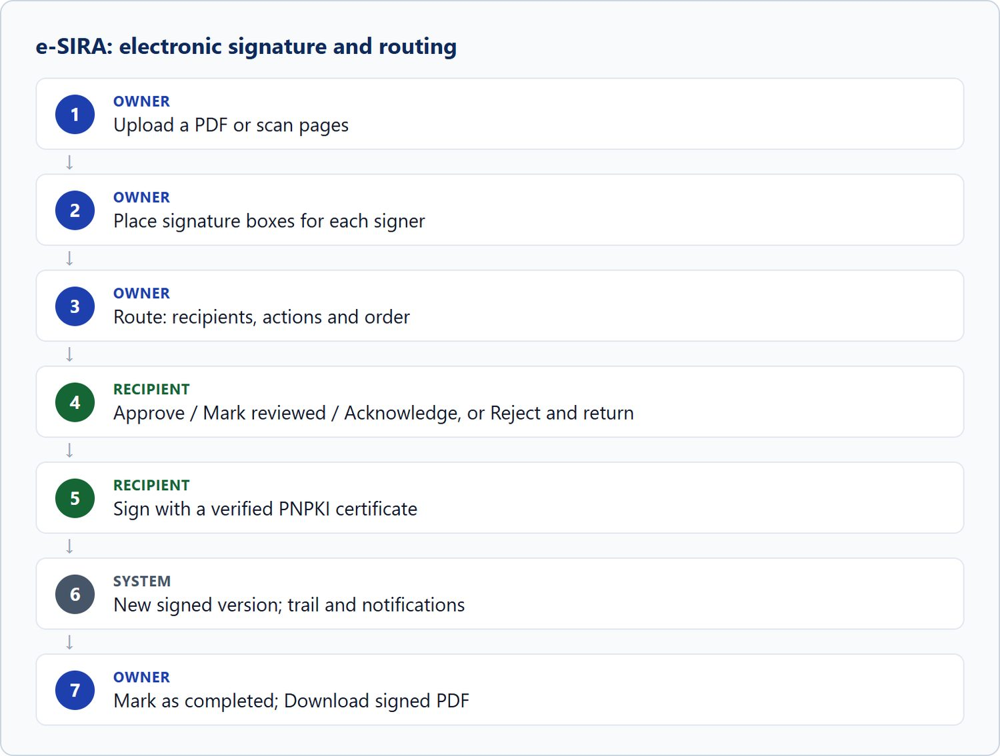 e-SIRA: electronic signature and routing
1
OWNER
Upload a PDF or scan pages
↓
2
OWNER
Place signature boxes for each signer
↓
3
OWNER
Route: recipients, actions and order
↓
4
RECIPIENT
Approve / Mark reviewed / Acknowledge, or Reject and return
↓
5
RECIPIENT
Sign with a verified PNPKI certificate
↓
6
SYSTEM
New signed version; trail and notifications
↓
7
OWNER
Mark as completed; Download signed PDF